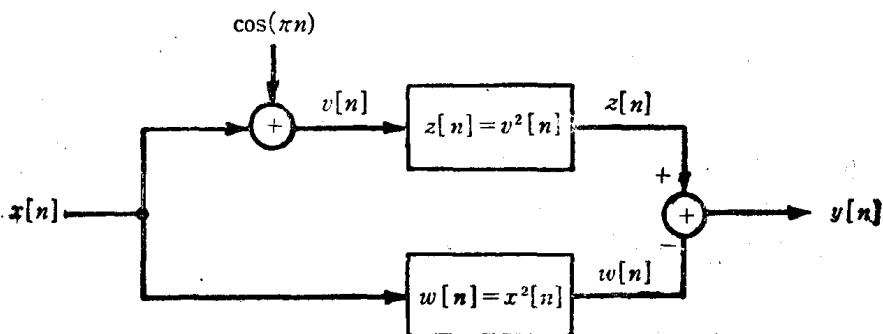 cos(πn)
v[n]
z[n]
+
z[n]=v²[n]
+
x[n]
+
y[n]
−
w[n]
w[n]=x²[n]